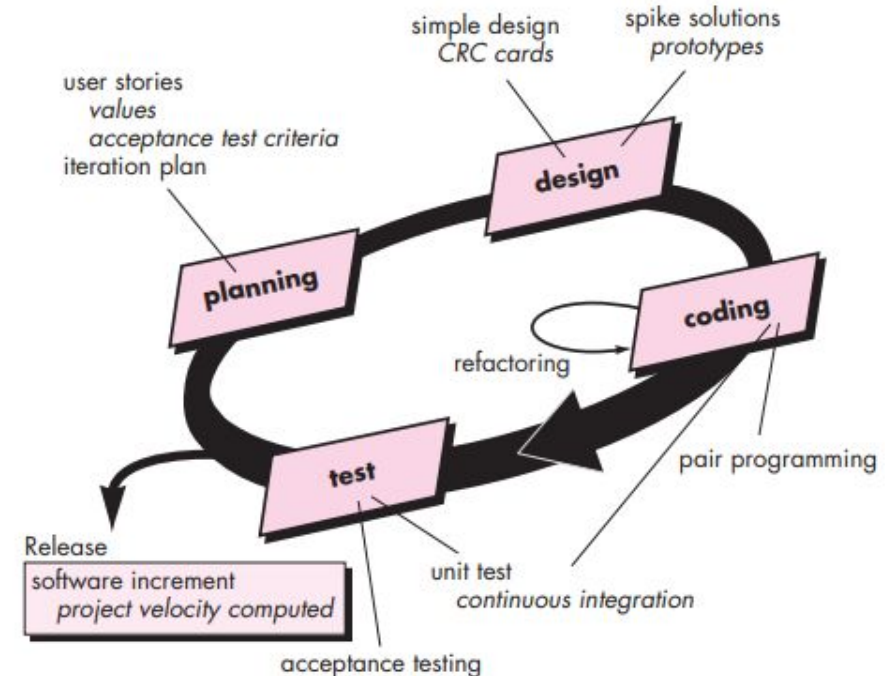 simple design
CRC cards
spike solutions
prototypes
user stories
values
acceptance test criteria
iteration plan
design
planning
coding
refactoring
pair programming
test
Release
software increment
project velocity computed
unit test
continuous integration
acceptance testing